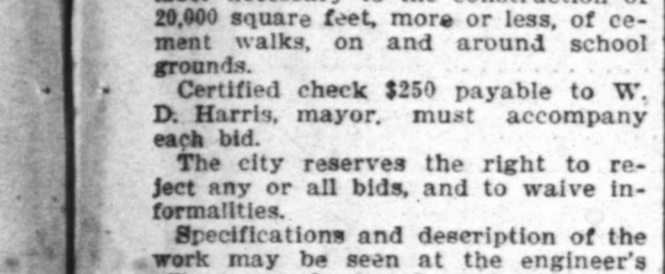 20,000 square feet, more or less, of ce-
ment walks, on and around school
grounds.
Certified check $250 payable to W.
D. Harris, mayor, must accompany
each bid.
The city reserves the right to re-
ject any or all bids, and to waive in-
formalities.
Specifications and description of the
work may be seen at the engineer's